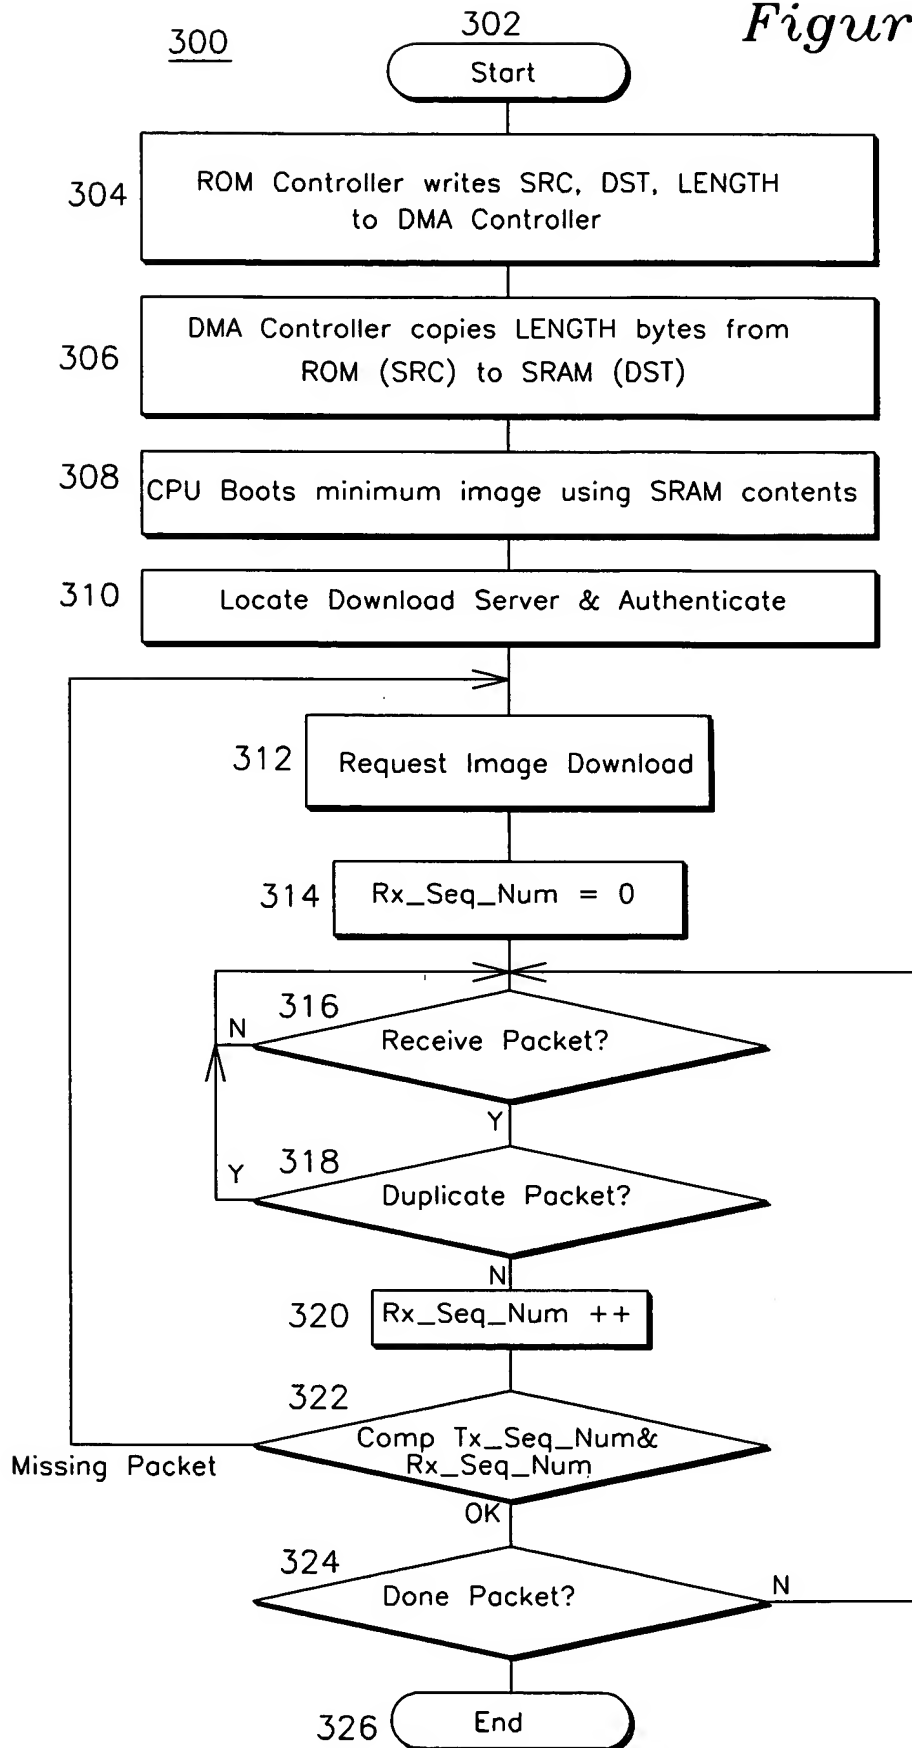 Figur
300
302
Start
304
ROM Controller writes SRC, DST, LENGTH
to DMA Controller
306
DMA Controller copies LENGTH bytes from
ROM (SRC) to SRAM (DST)
308
CPU Boots minimum image using SRAM contents
310
Locate Download Server & Authenticate
312
Request Image Download
314
Rx_Seq_Num = 0
316
N
Receive Packet?
Y
318
Y
Duplicate Packet?
N
320
Rx_Seq_Num ++
322
Comp Tx_Seq_Num&
Rx_Seq_Num
Missing Packet
OK
324
Done Packet?
N
326
End